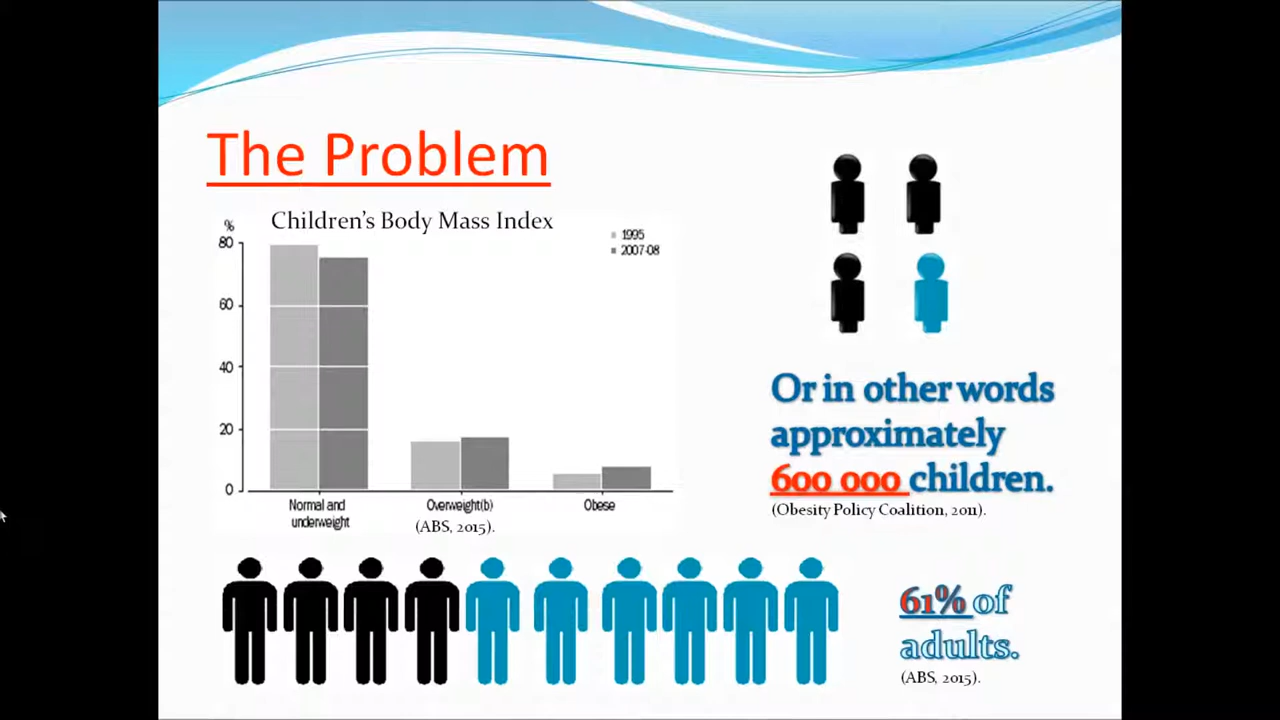 The Problem
Children's Body Mass Index
%
1995
2007-08
80
60
40
20
0
Normal and
underweight
Overweight(b)
Obese
(ABS, 2015).
Or in other words
approximately
600 000 children.
(Obesity Policy Coalition, 2011).
61% of
adults.
(ABS, 2015).